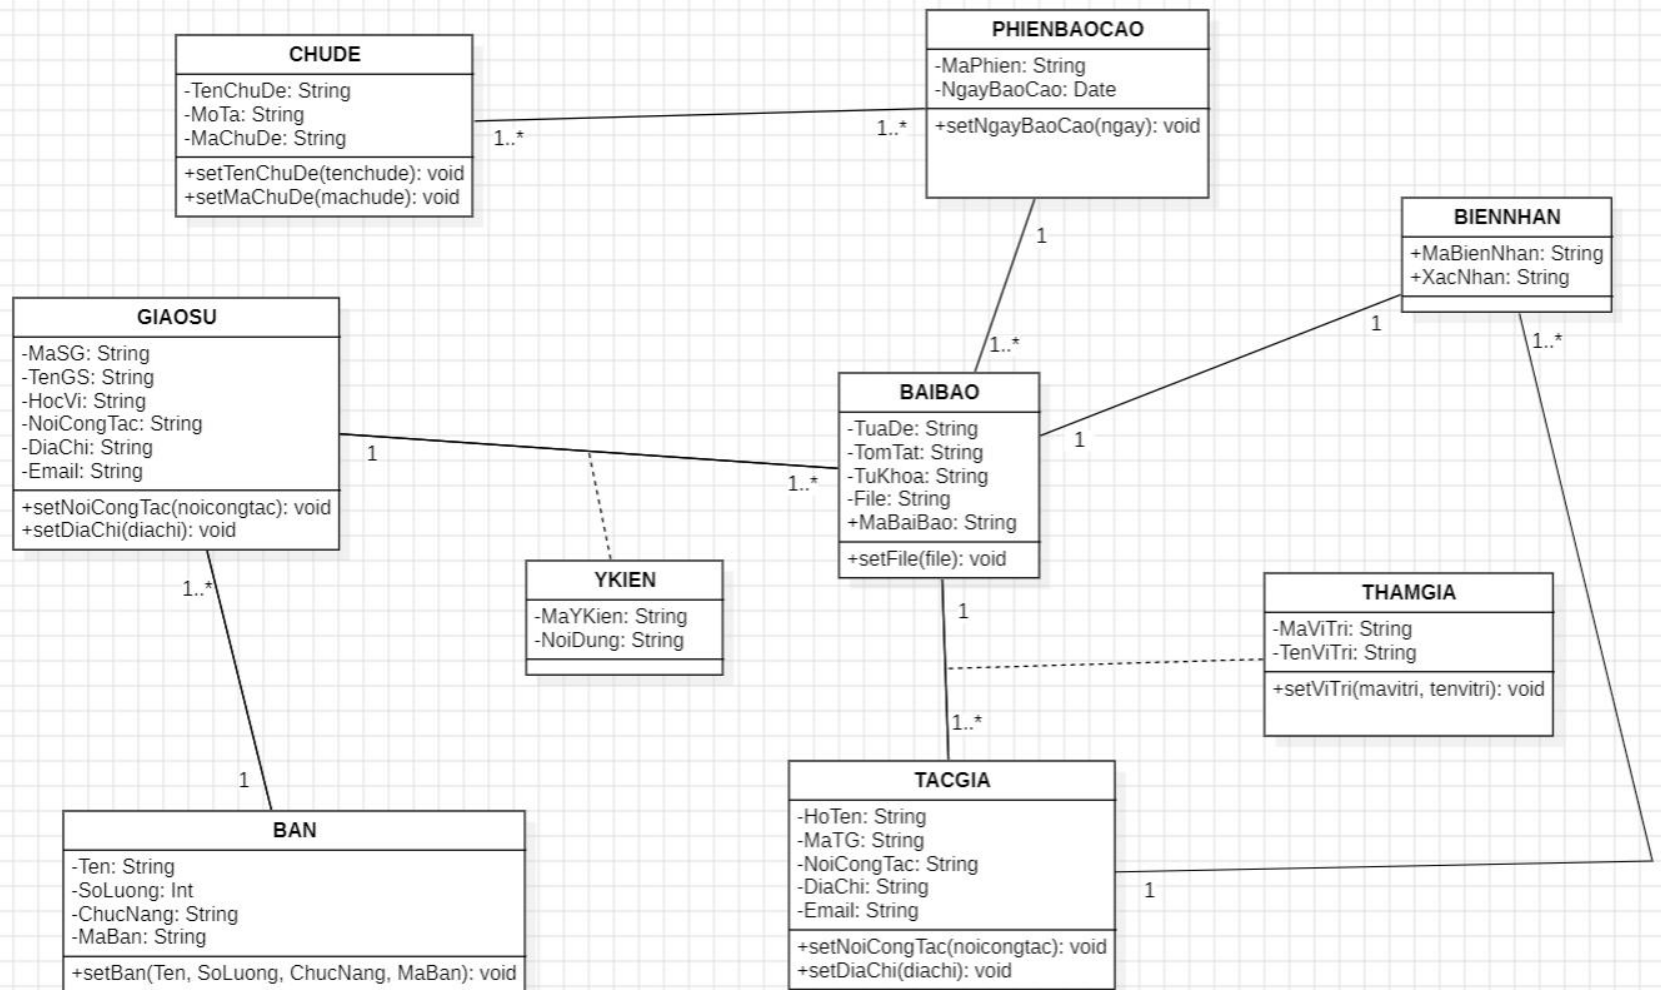 CHUDE
-TenChuDe: String
-MoTa: String
-MaChuDe: String
+setTenChuDe(tenchude): void
+setMaChuDe(machude): void
1..*
1..*
PHIENBAOCAO
-MaPhien: String
-NgayBaoCao: Date
+setNgayBaoCao(ngay): void
1
1..*
BIENNHAN
+MaBienNhan: String
+XacNhan: String
1
1..*
GIAOSU
-MaSG: String
-TenGS: String
-HocVi: String
-NoiCongTac: String
-DiaChi: String
-Email: String
+setNoiCongTac(noicongtac): void
+setDiaChi(diachi): void
1
1..*
1..*
1
BAIBAO
-TuaDe: String
-TomTat: String
-TuKhoa: String
-File: String
+MaBaiBao: String
+setFile(file): void
1
1
1..*
YKIEN
-MaYKien: String
-NoiDung: String
THAMGIA
-MaViTri: String
-TenViTri: String
+setViTri(mavitri, tenvitri): void
BAN
-Ten: String
-SoLuong: Int
-ChucNang: String
-MaBan: String
+setBan(Ten, SoLuong, ChucNang, MaBan): void
TACGIA
-HoTen: String
-MaTG: String
-NoiCongTac: String
-DiaChi: String
-Email: String
+setNoiCongTac(noicongtac): void
+setDiaChi(diachi): void
1